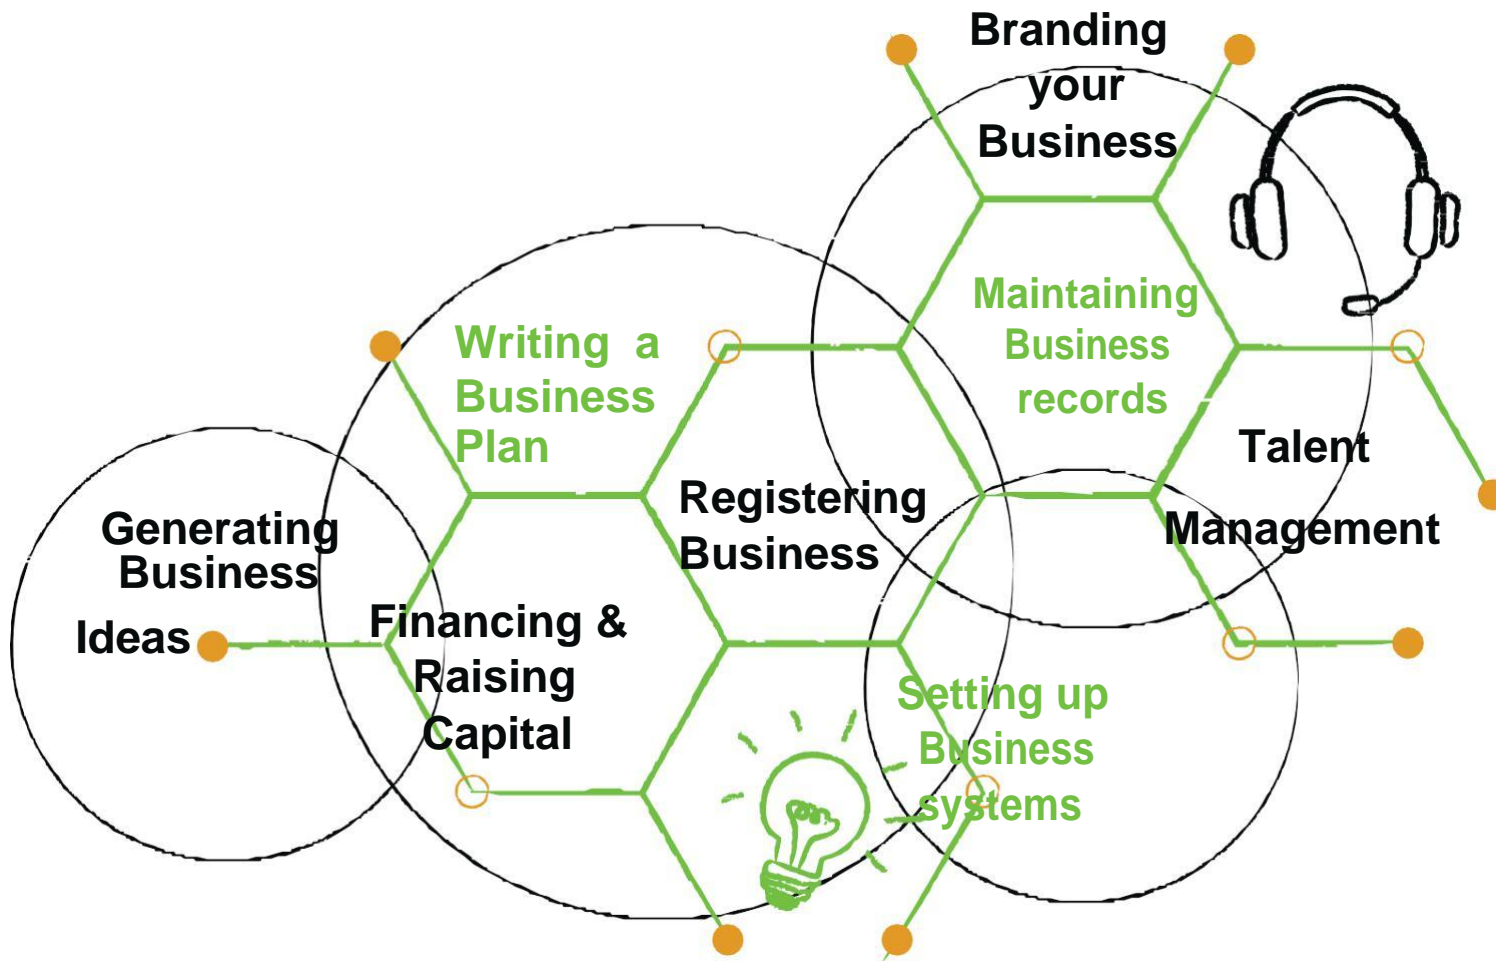 Branding
your
Business
Maintaining
Business
records
Writing a
Business
Plan
Talent
Management
Registering
Business
Generating
Business
Ideas
Financing &
Raising
Capital
Setting up
Business
systems